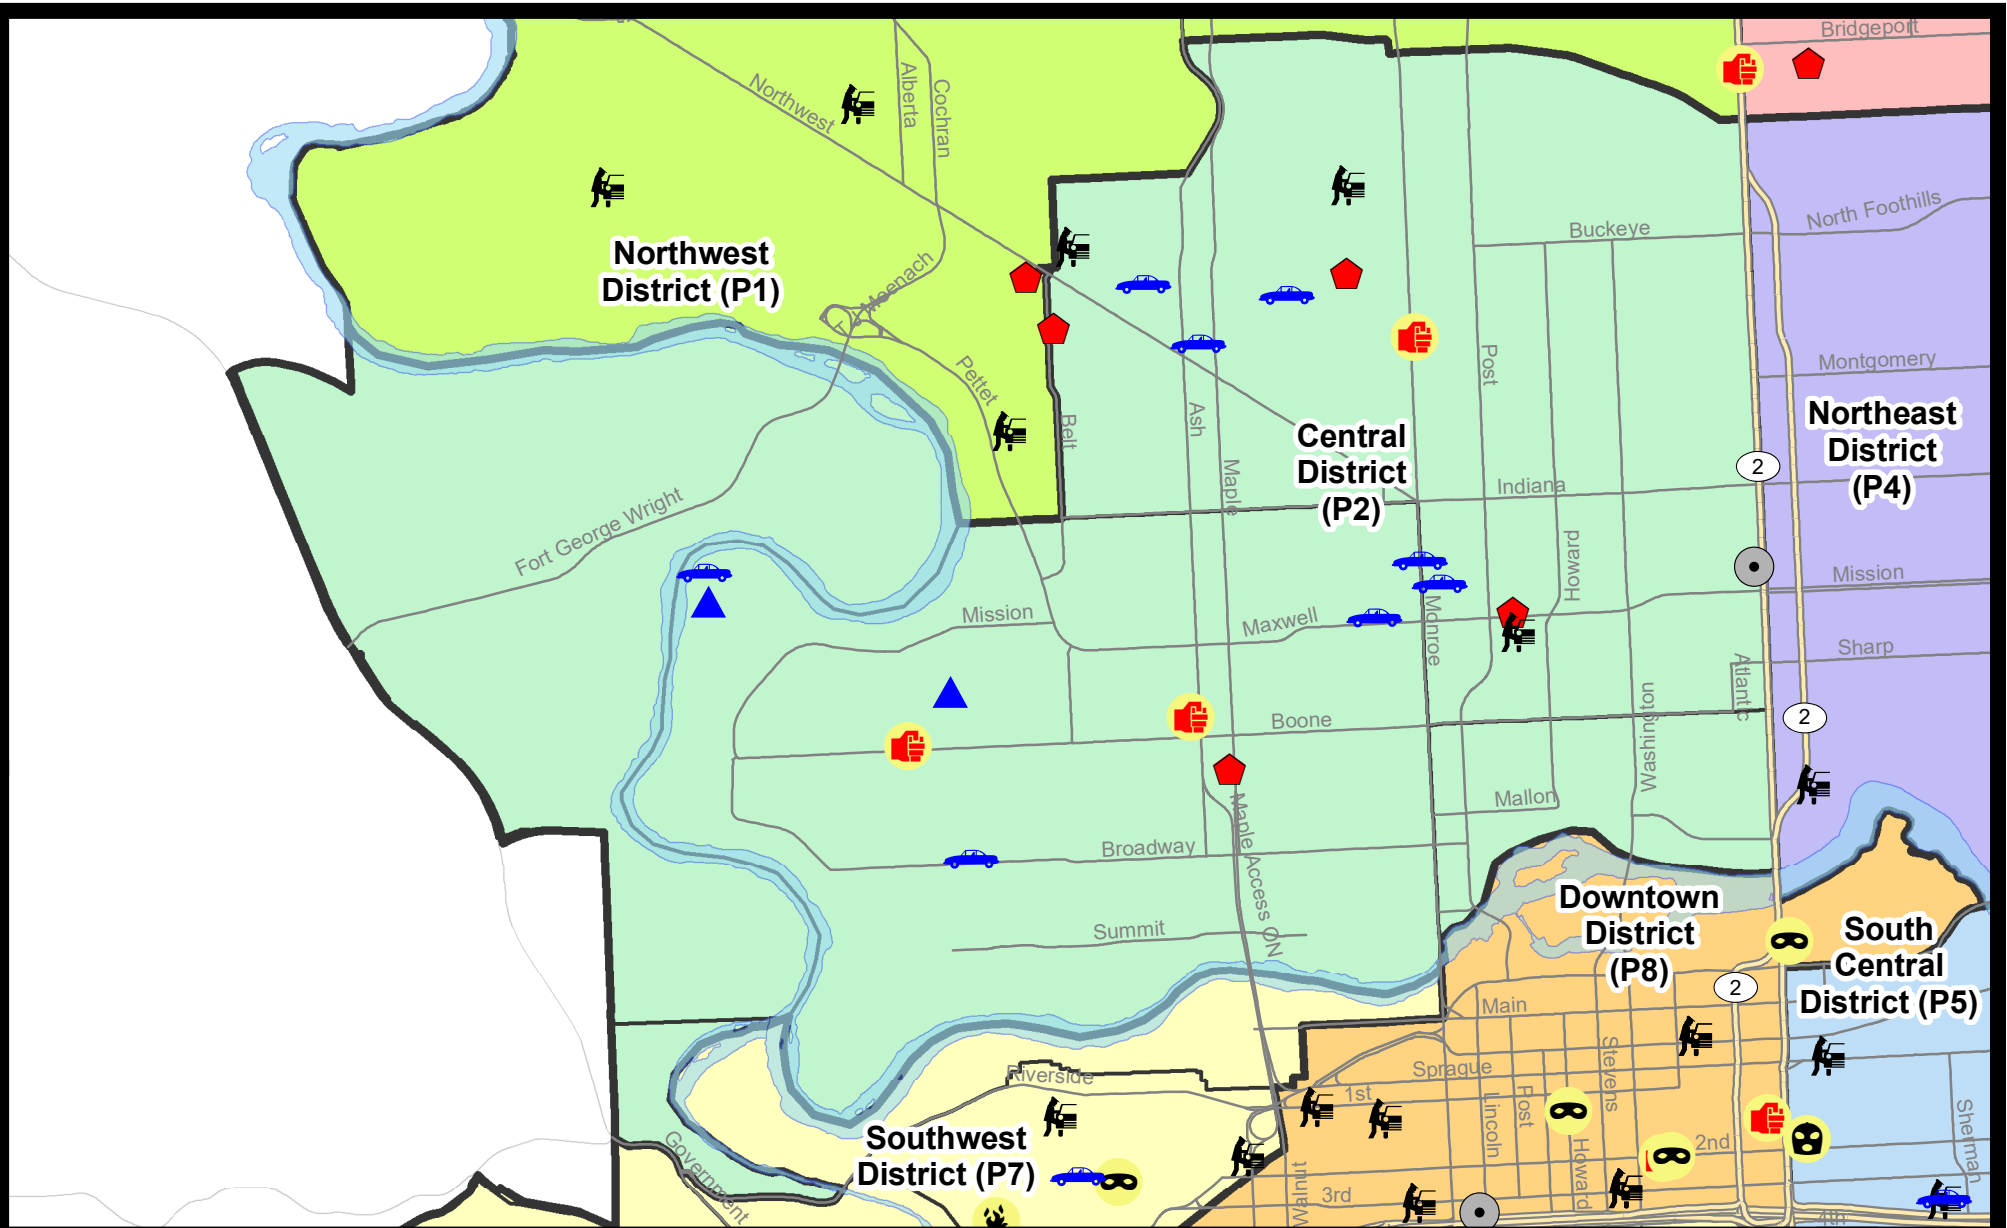 Bridgeport
Northwest
Alberta
Cochran
North Foothills
Buckeye
Northwest
District (P1)
T J Meenach
Post
Montgomery
Pettet
Belt
Ash
Maple
Central
District
(P2)
Northeast
District
(P4)
2
Indiana
Fort George Wright
Howard
Mission
Mission
Maxwell
Monroe
Sharp
Atlantic
Washington
Boone
2
Mallon
Maple Access ON
Broadway
Summit
Downtown
District
(P8)
South
Central
District (P5)
2
Main
Stevens
Sprague
Riverside
1st
Lincoln
Post
Sherman
Southwest
District (P7)
Government
2nd
Howard
Walnut
3rd
4th